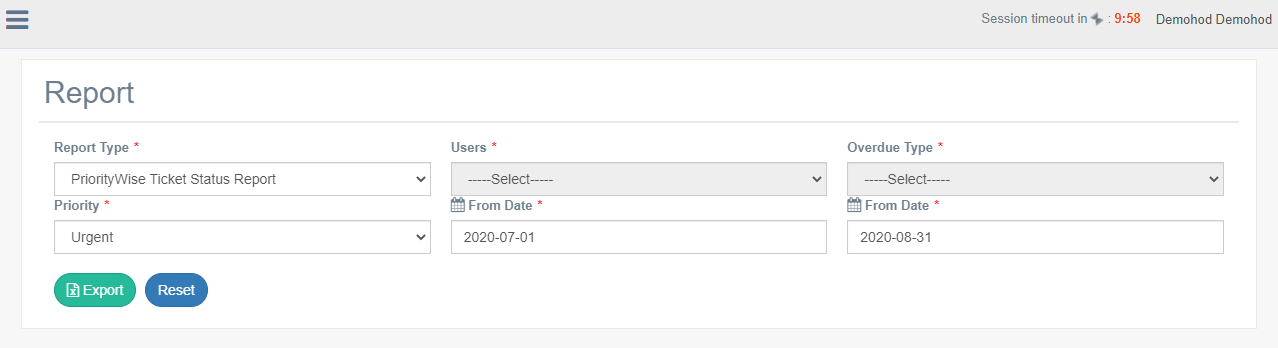 Session timeout in : 9:58 Demohod Demohod
Report
Report Type * Users * Overdue Type *
PriorityWise Ticket Status Report -----Select----- -----Select-----
Priority * From Date * From Date *
Urgent 2020-07-01 2020-08-31
Export Reset